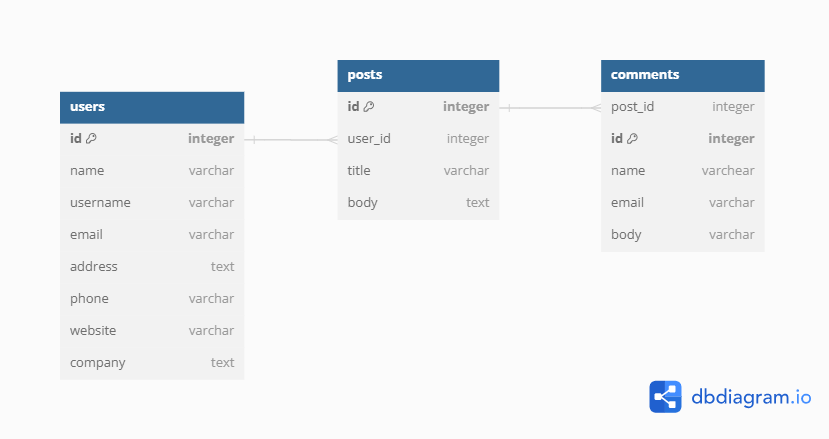 users
id integer
name varchar
username varchar
email varchar
address text
phone varchar
website varchar
company text
posts
id integer
user_id integer
title varchar
body text
comments
post_id integer
id integer
name varchear
email varchar
body varchar
dbdiagram.io